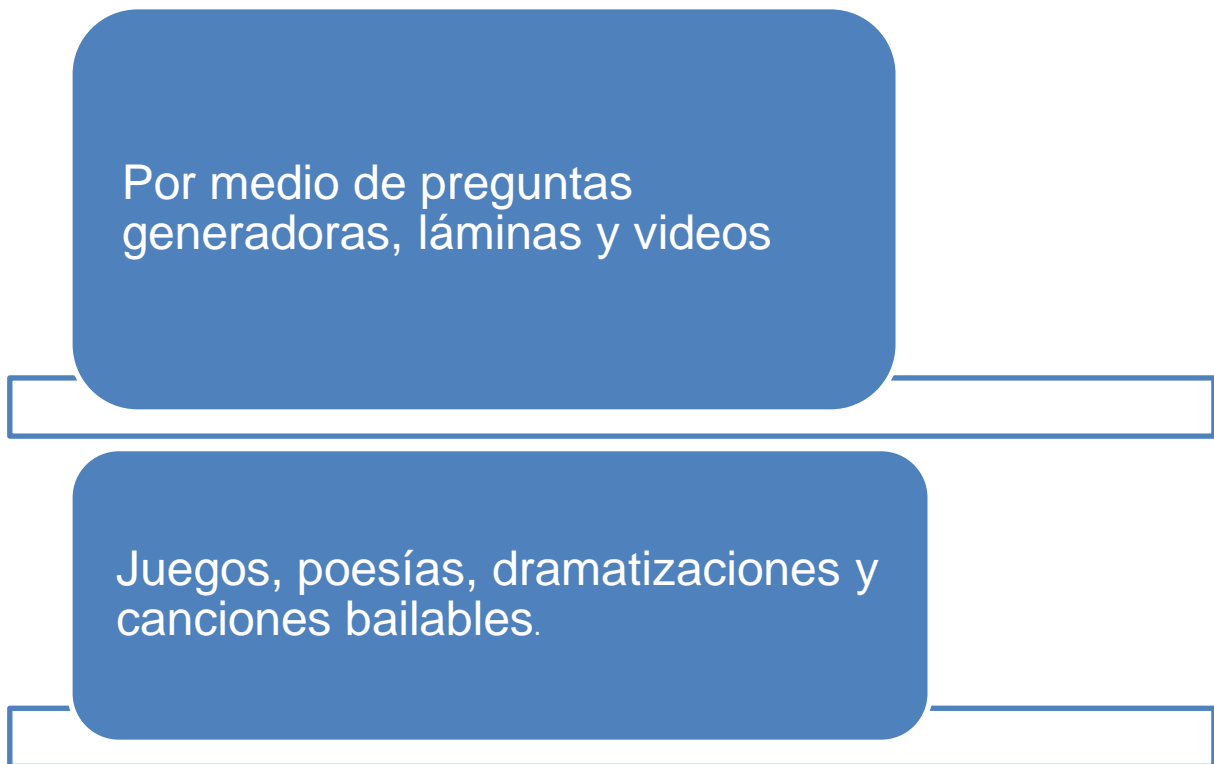 Por medio de preguntas
generadoras, láminas y videos
Juegos, poesías, dramatizaciones y
canciones bailables.